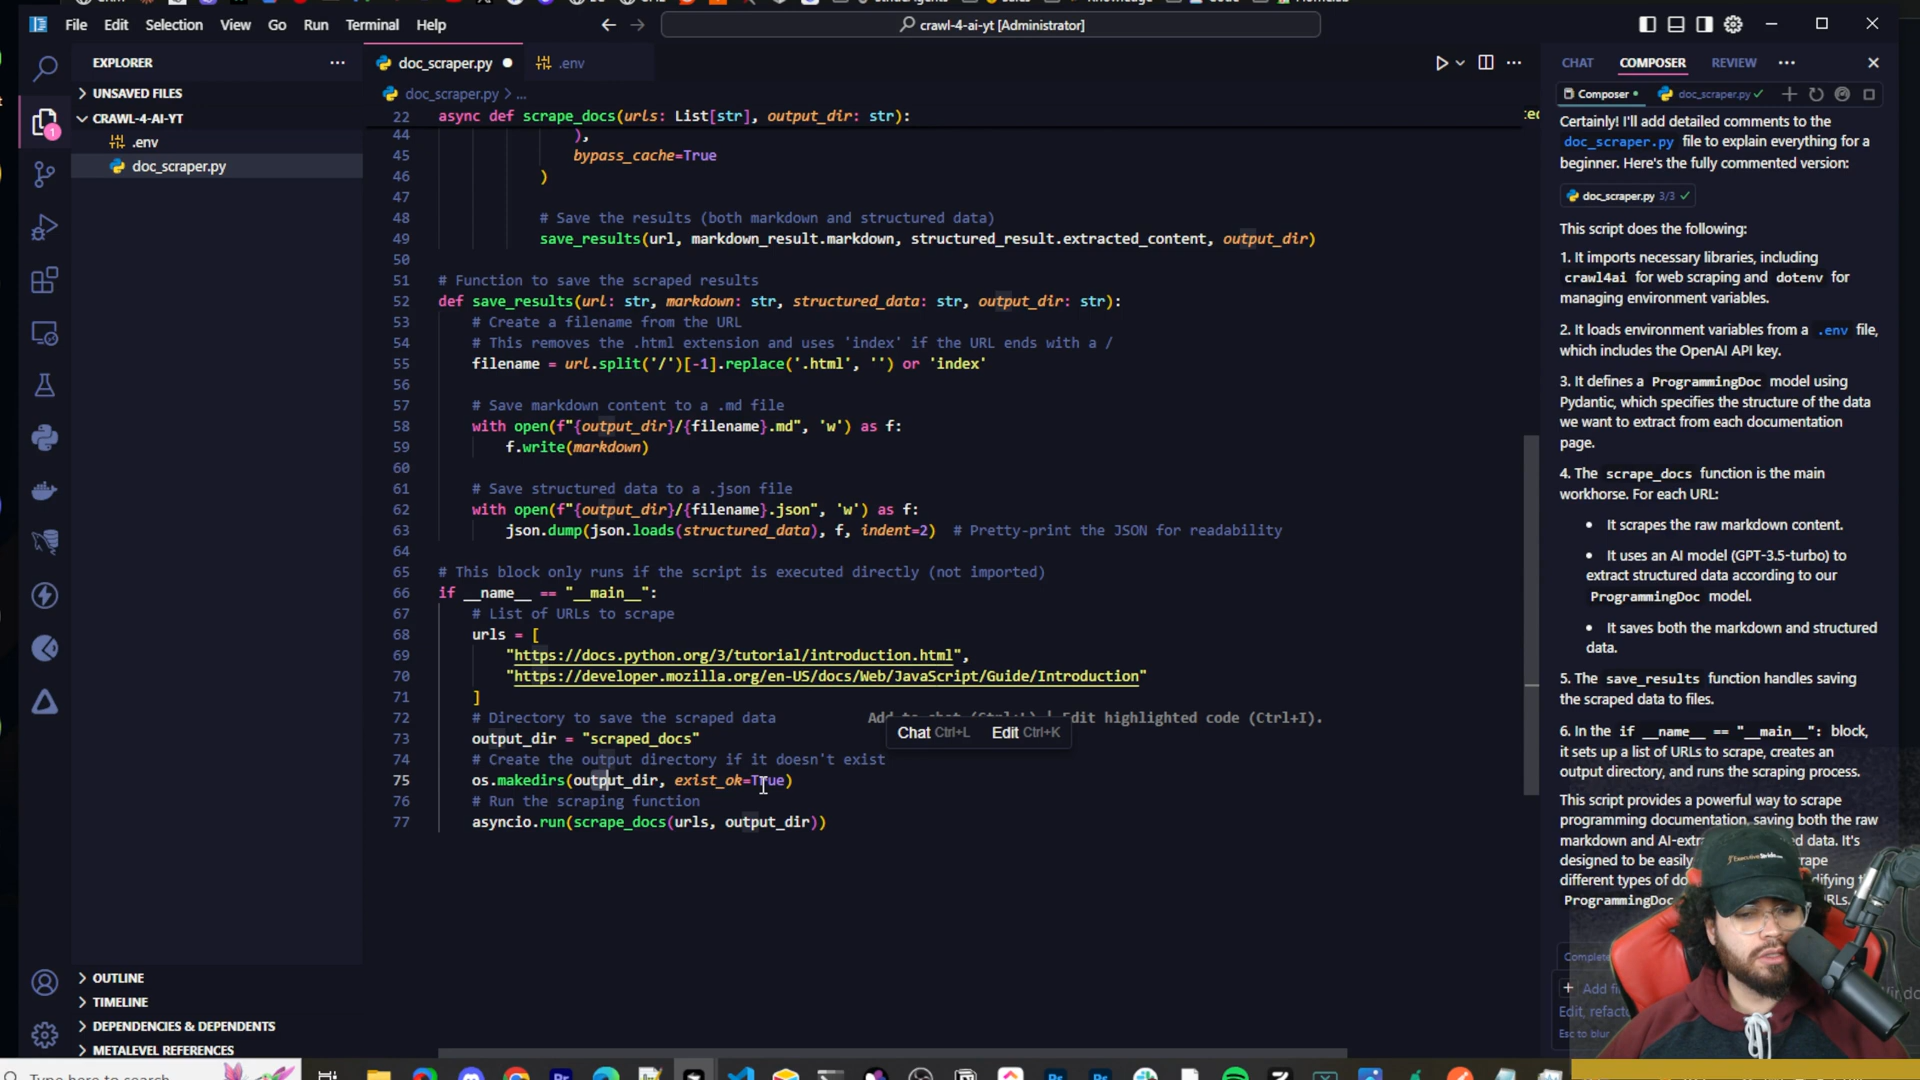 File Edit Selection View Go Run Terminal Help
crawl-4-ai-yt [Administrator]
EXPLORER
UNSAVED FILES
CRAWL-4-AI-YT
.env
doc_scraper.py
1
doc_scraper.py
.env
doc_scraper.py > ...
22 async def scrape_docs(urls: List[str], output_dir: str):
44 ),
45 bypass_cache=True
46 )
47
48 # Save the results (both markdown and structured data)
49 save_results(url, markdown_result.markdown, structured_result.extracted_content, output_dir)
50
51 # Function to save the scraped results
52 def save_results(url: str, markdown: str, structured_data: str, output_dir: str):
53 # Create a filename from the URL
54 # This removes the .html extension and uses 'index' if the URL ends with a /
55 filename = url.split('/')[-1].replace('.html', '') or 'index'
56
57 # Save markdown content to a .md file
58 with open(f"{output_dir}/{filename}.md", 'w') as f:
59 f.write(markdown)
60
61 # Save structured data to a .json file
62 with open(f"{output_dir}/{filename}.json", 'w') as f:
63 json.dump(json.loads(structured_data), f, indent=2) # Pretty-print the JSON for readability
64
65 # This block only runs if the script is executed directly (not imported)
66 if __name__ == "__main__":
67 # List of URLs to scrape
68 urls = [
69 "https://docs.python.org/3/tutorial/introduction.html",
70 "https://developer.mozilla.org/en-US/docs/Web/JavaScript/Guide/Introduction"
71 ]
72 # Directory to save the scraped data Edit highlighted code (Ctrl+I).
Chat Ctrl+L Edit Ctrl+K
73 output_dir = "scraped_docs"
74 # Create the output directory if it doesn't exist
75 os.makedirs(output_dir, exist_ok=True)
76 # Run the scraping function
77 asyncio.run(scrape_docs(urls, output_dir))
OUTLINE
TIMELINE
DEPENDENCIES & DEPENDENTS
METALEVEL REFERENCES
CHAT COMPOSER REVIEW
Composer doc_scraper.py
Certainly! I'll add detailed comments to the
doc_scraper.py file to explain everything for a
beginner. Here's the fully commented version:
doc_scraper.py 3/3
This script does the following:
1. It imports necessary libraries, including
crawl4ai for web scraping and dotenv for
managing environment variables.
2. It loads environment variables from a .env file,
which includes the OpenAI API key.
3. It defines a ProgrammingDoc model using
Pydantic, which specifies the structure of the data
we want to extract from each documentation
page.
4. The scrape_docs function is the main
workhorse. For each URL:
• It scrapes the raw markdown content.
• It uses an AI model (GPT-3.5-turbo) to
extract structured data according to our
ProgrammingDoc model.
• It saves both the markdown and structured
data.
5. The save_results function handles saving
the scraped data to files.
6. In the if __name__ == "__main__": block,
it sets up a list of URLs to scrape, creates an
output directory, and runs the scraping process.
This script provides a powerful way to scrape
programming documentation, saving both the raw
markdown and data. It's
designed to be easily
different types of
Edit,
Esc to blur
Type here to search